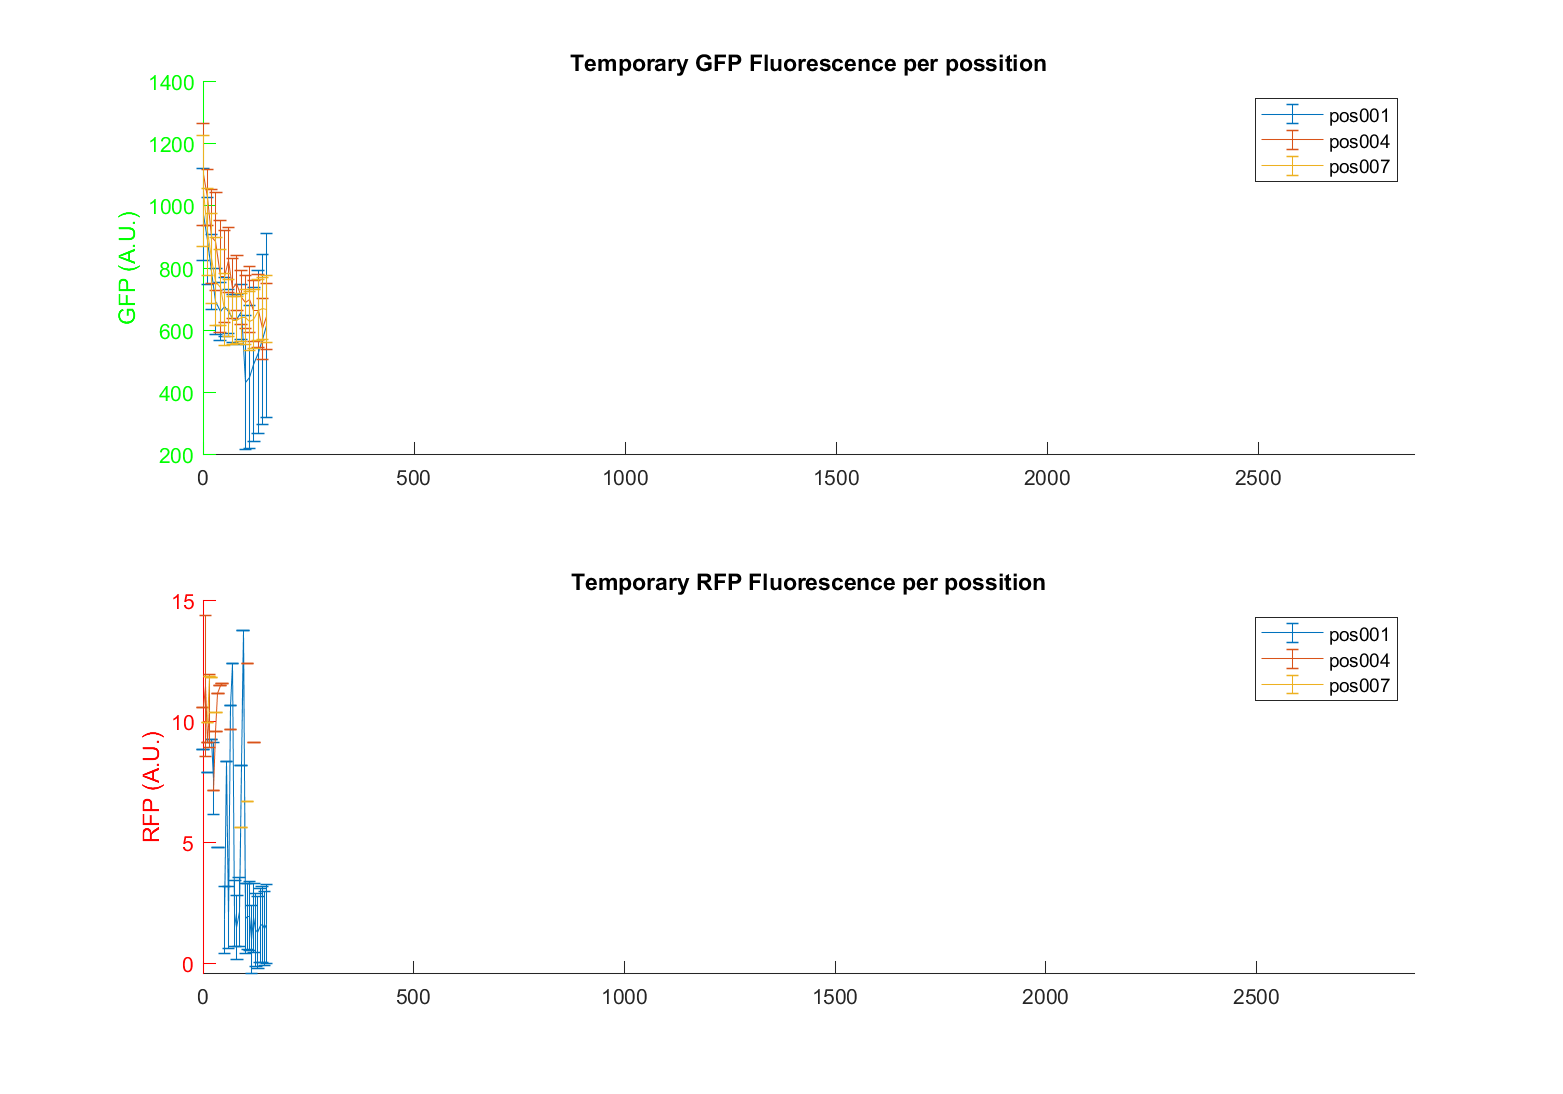 Temporary GFP Fluorescence per possition
1400
1200
1000
800
600
400
200
GFP (A.U.)
0 500 1000 1500 2000 2500
pos001
pos004
pos007
Temporary RFP Fluorescence per possition
15
10
5
0
RFP (A.U.)
0 500 1000 1500 2000 2500
pos001
pos004
pos007